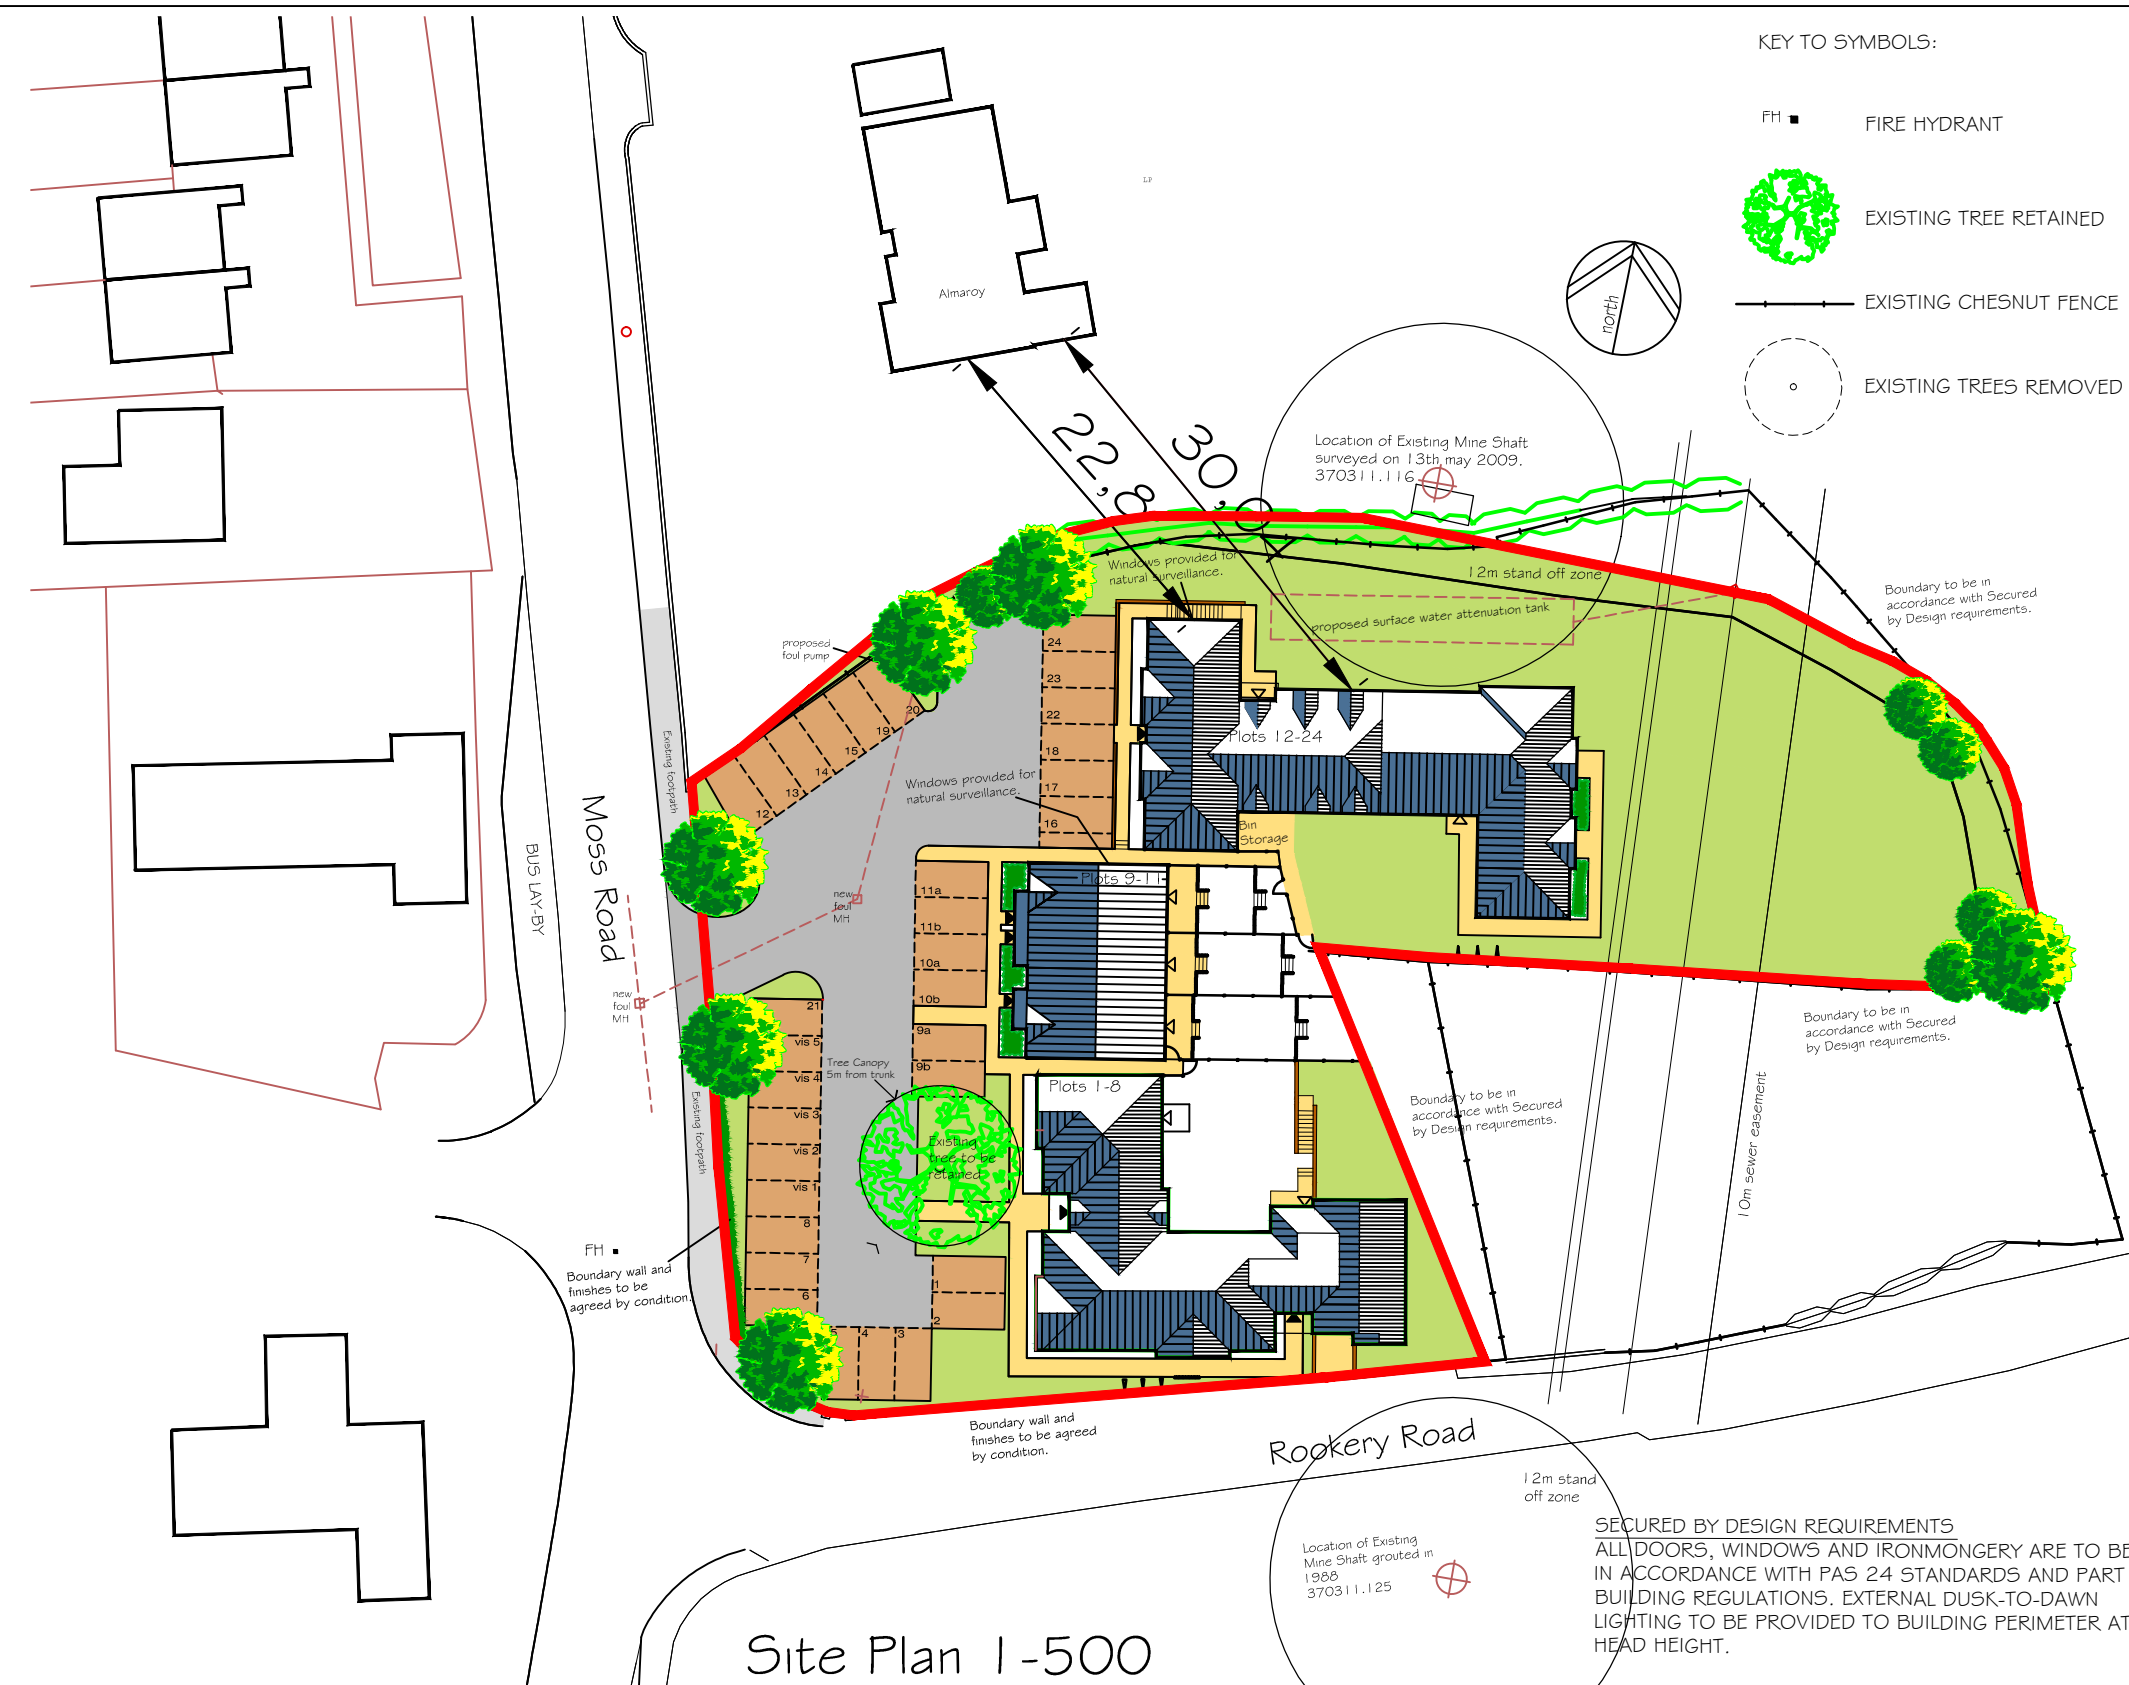 KEY TO SYMBOLS:
FH
FIRE HYDRANT
EXISTING TREE RETAINED
EXISTING CHESNUT FENCE
EXISTING TREES REMOVED
north
LP
Almaroy
22,8
30,0
Location of Existing Mine Shaft
surveyed on 13th may 2009.
370311.116
12m stand off zone
proposed surface water attenuation tank
Windows provided for
natural surveillance.
Boundary to be in
accordance with Secured
by Design requirements.
proposed
foul pump
24
23
22
18
17
16
20
19
15
14
13
12
Plots 12-24
Windows provided for
natural surveillance.
Bin
Storage
Existing footpath
Moss Road
BUS LAY-BY
Plots 9-11
11a
11b
10a
10b
9a
9b
new
foul
MH
new
foul
MH
21
vis 5
vis 4
vis 3
vis 2
vis 1
8
7
6
5
4
3
1
2
Tree Canopy
5m from trunk
Existing
tree to be
retained
Plots 1-8
Existing footpath
Boundary to be in
accordance with Secured
by Design requirements.
Boundary to be in
accordance with Secured
by Design requirements.
10m sewer easement
FH
Boundary wall and
finishes to be
agreed by condition.
Boundary wall and
finishes to be agreed
by condition.
Rookery Road
12m stand
off zone
Location of Existing
Mine Shaft grouted in
1988
370311.125
SECURED BY DESIGN REQUIREMENTS
ALL DOORS, WINDOWS AND IRONMONGERY ARE TO BE
IN ACCORDANCE WITH PAS 24 STANDARDS AND PART
BUILDING REGULATIONS. EXTERNAL DUSK-TO-DAWN
LIGHTING TO BE PROVIDED TO BUILDING PERIMETER AT
HEAD HEIGHT.
Site Plan 1-500